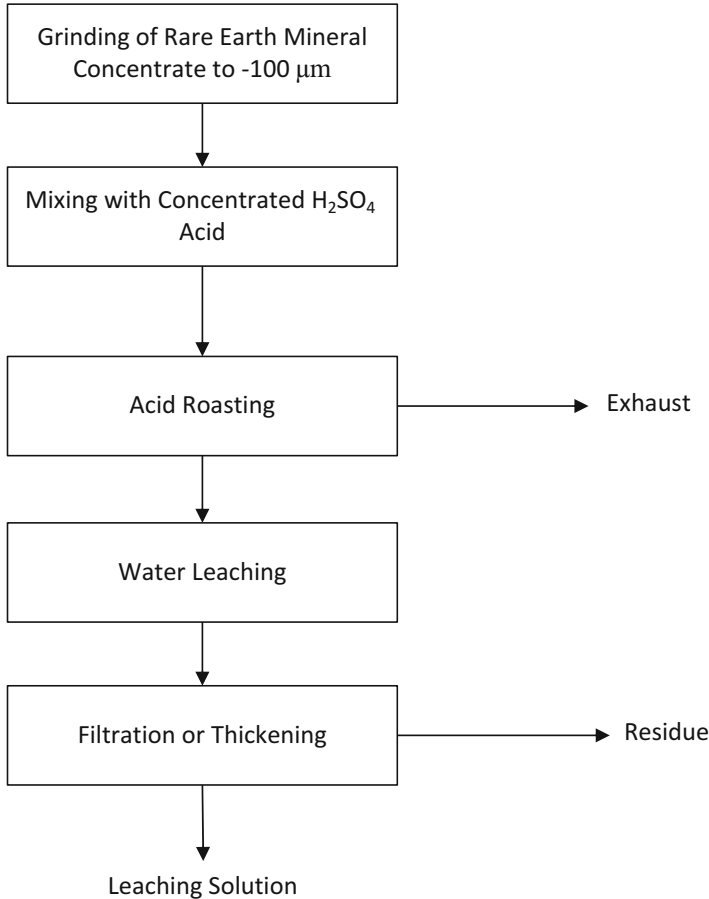 Grinding of Rare Earth Mineral
Concentrate to -100 μm
Mixing with Concentrated H₂SO₄
Acid
Acid Roasting
Exhaust
Water Leaching
Filtration or Thickening
Residue
Leaching Solution